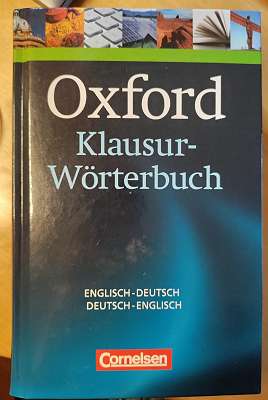 Oxford
Klausur-
Wörterbuch
ENGLISCH - DEUTSCH
DEUTSCH - ENGLISCH
Cornelsen